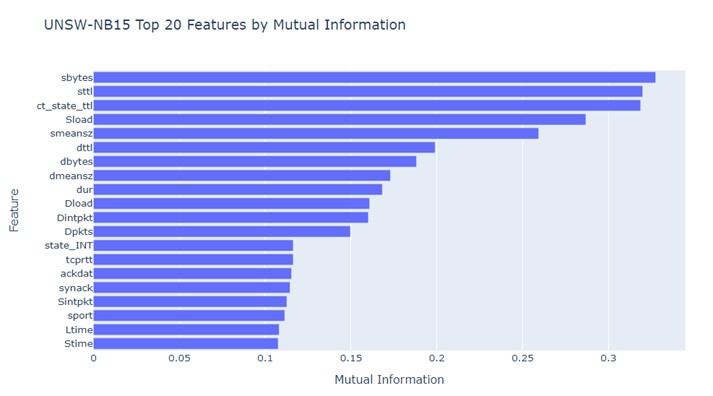 UNSW-NB15 Top 20 Features by Mutual Information
Feature
sbytes
sttl
ct_state_ttl
Sload
smeansz
dttl
dbytes
dmeansz
dur
Dload
Dintpkt
Dpkts
state_INT
tcprtt
ackdat
synack
Sintpkt
sport
Ltime
Stime
0 0.05 0.1 0.15 0.2 0.25 0.3
Mutual Information